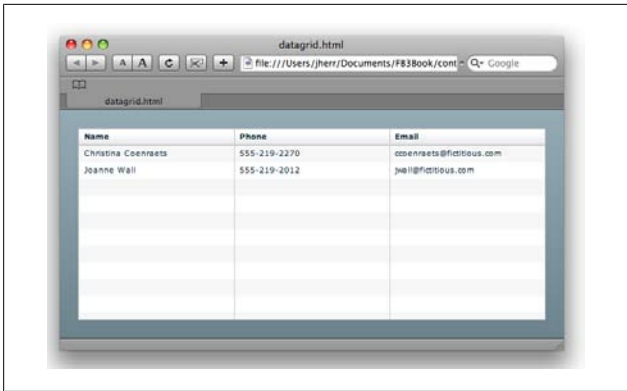 datagrid.html
A A + file:///Users/jherr/Documents/FB3Book/cont Q- Google
datagrid.html
Name Phone Email
Christina Coenraets 555-219-2270 ccoenraets@fictitious.com
Joanne Wall 555-219-2012 jwall@fictitious.com